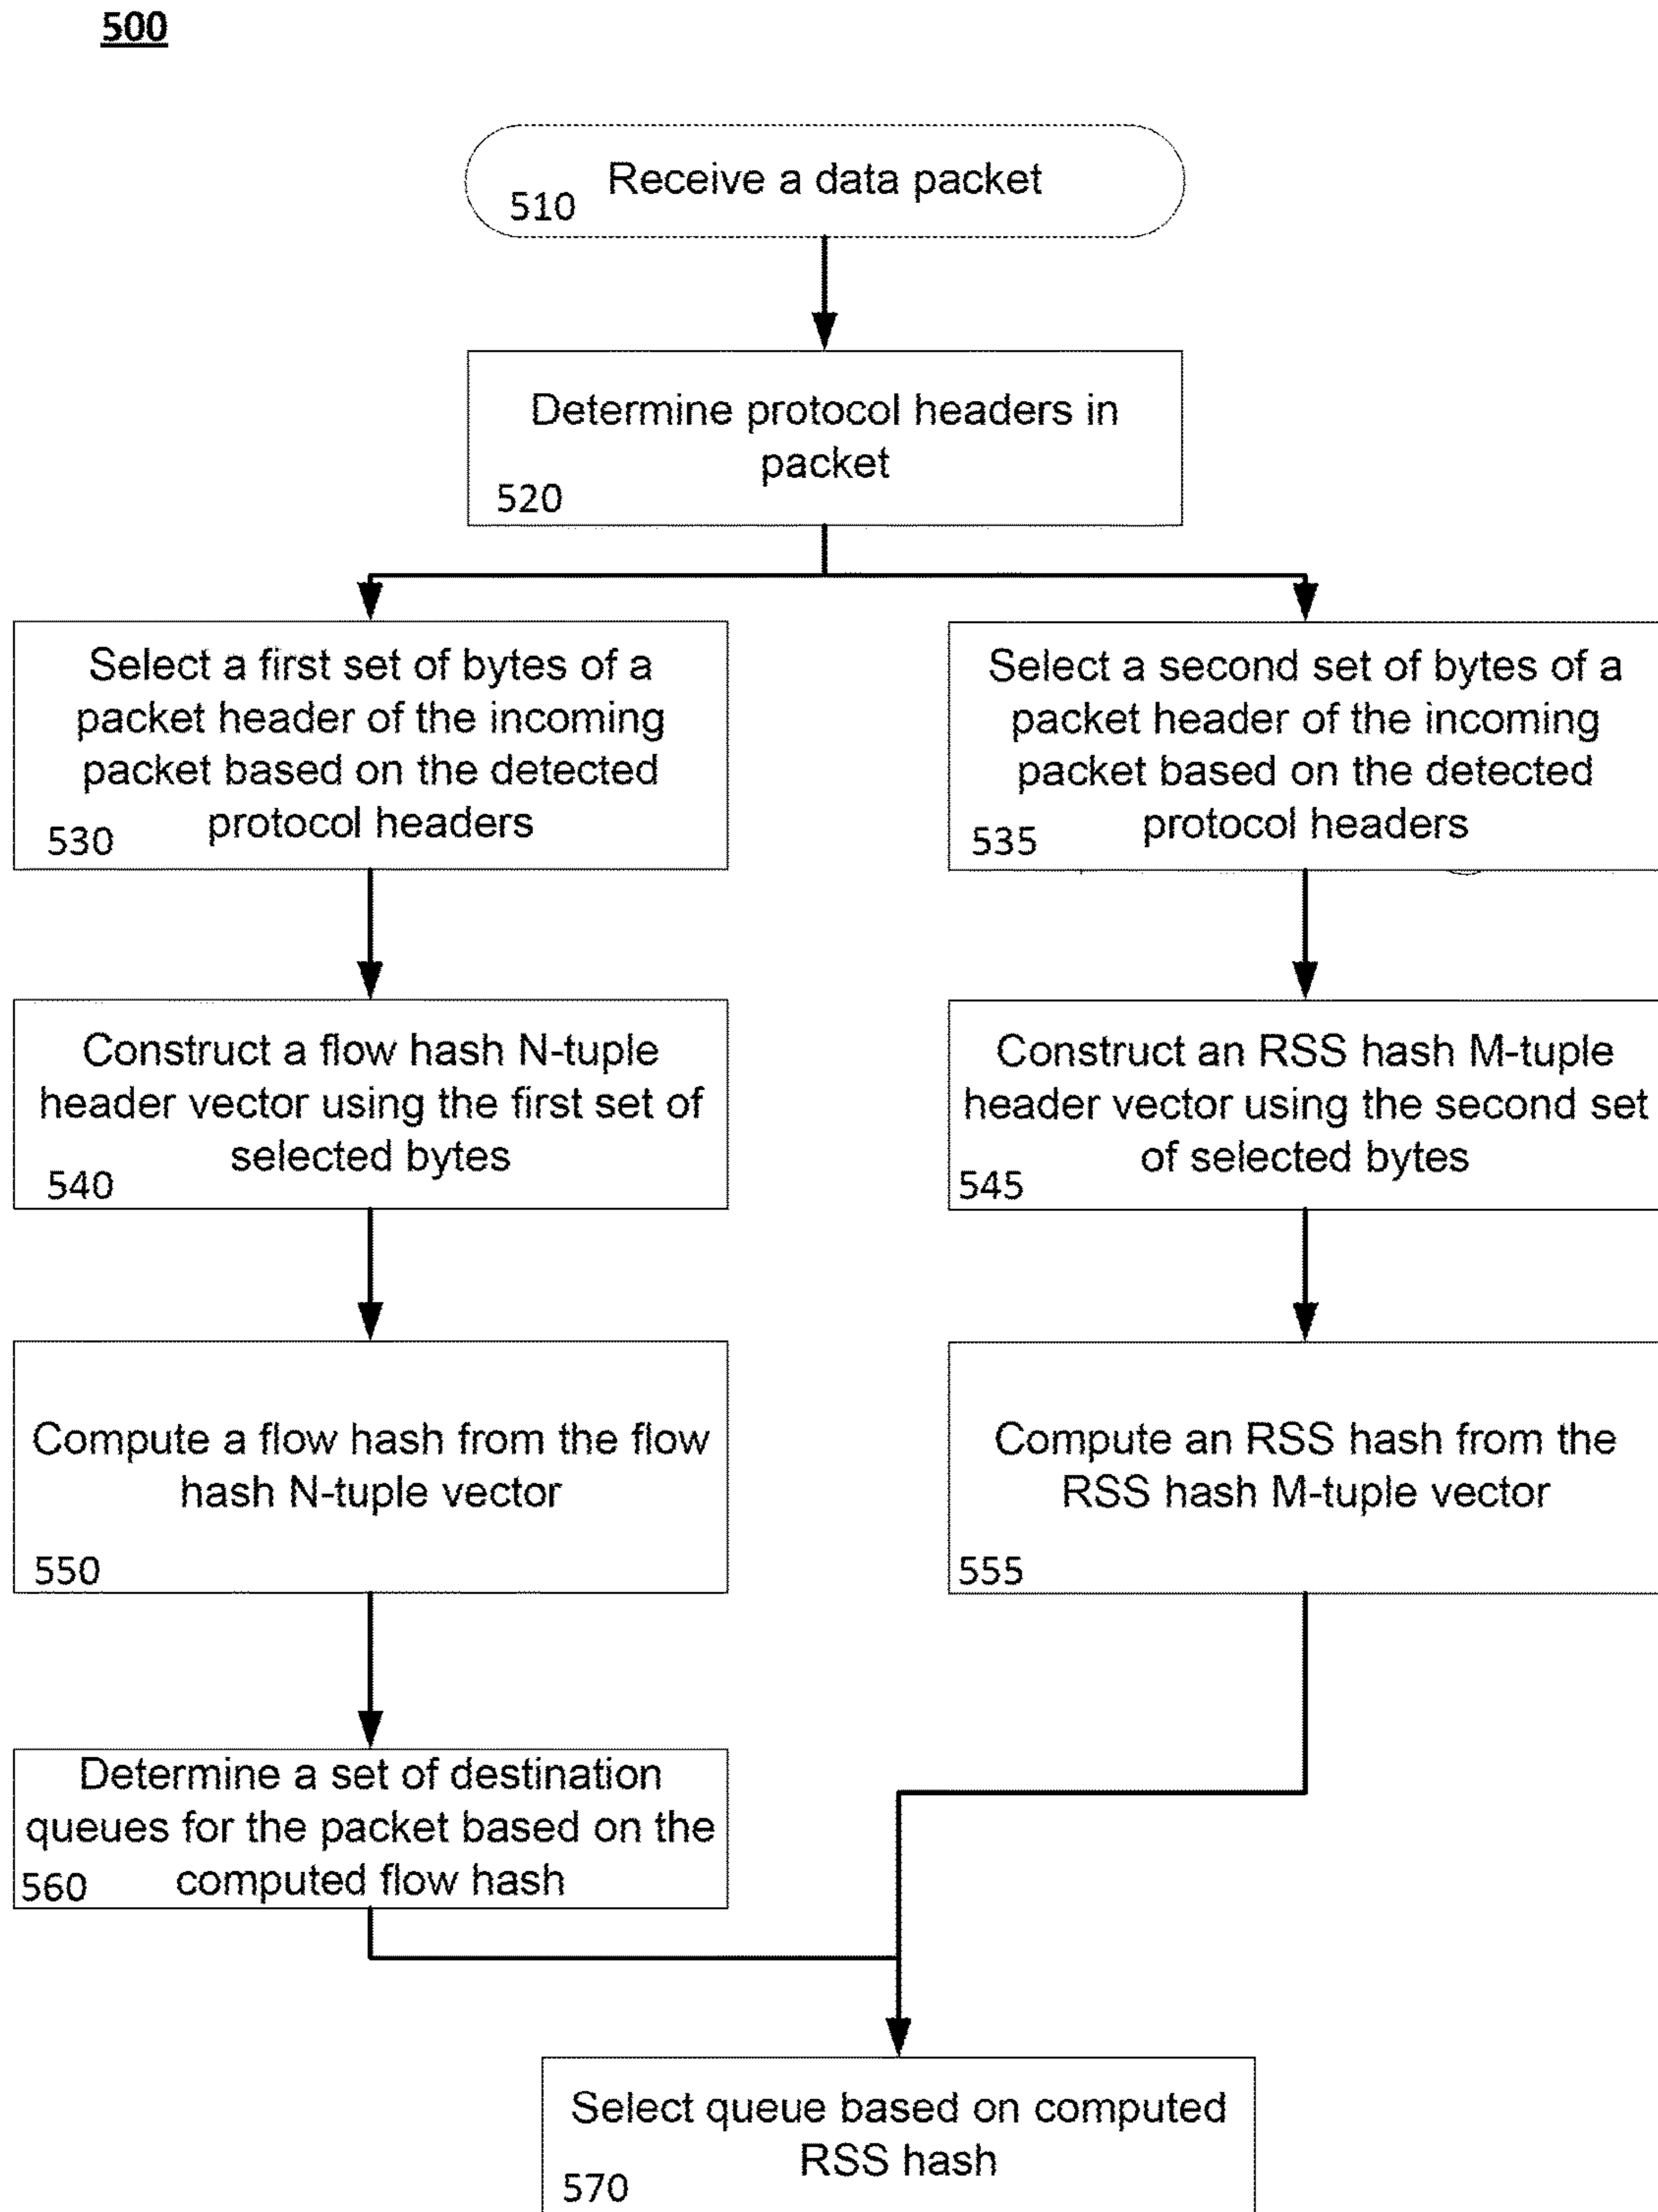 500
Receive a data packet
510
Determine protocol headers in
packet
520
Select a first set of bytes of a
packet header of the incoming
packet based on the detected
protocol headers
530
Select a second set of bytes of a
packet header of the incoming
packet based on the detected
protocol headers
535
Construct a flow hash N-tuple
header vector using the first set of
selected bytes
540
Construct an RSS hash M-tuple
header vector using the second set
of selected bytes
545
Compute a flow hash from the flow
hash N-tuple vector
550
Compute an RSS hash from the
RSS hash M-tuple vector
555
Determine a set of destination
queues for the packet based on the
computed flow hash
560
Select queue based on computed
RSS hash
570